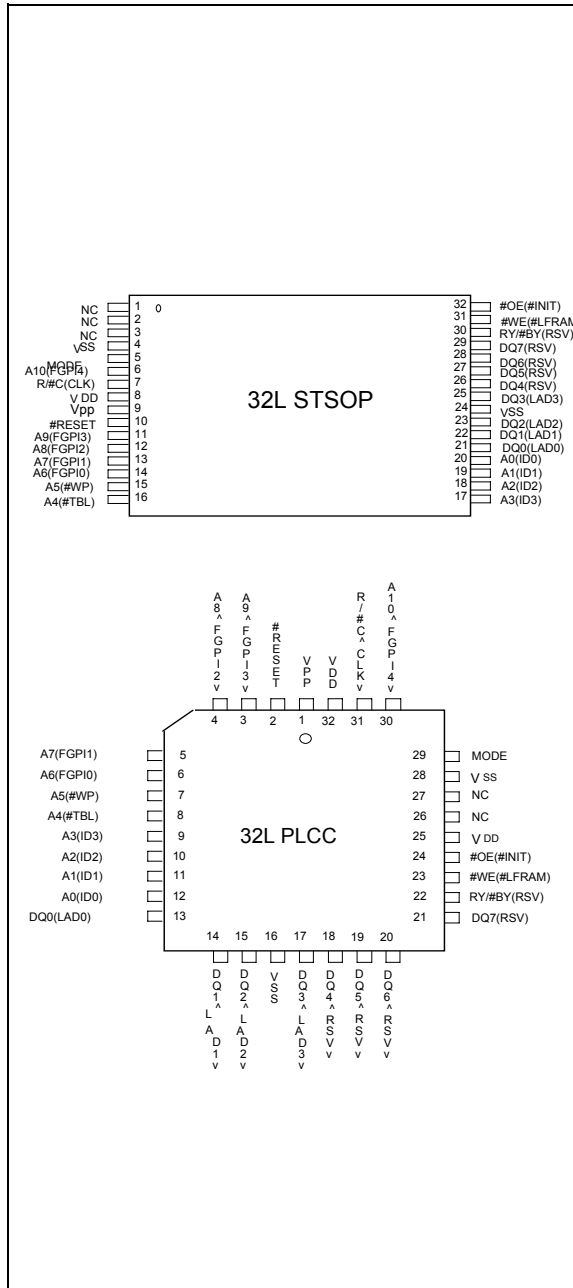 NC 1 32 #OE(#INIT)
NC 2 31 #WE(#LFRAM
NC 3 30 RY/#BY(RSV)
VSS 4 29 DQ7(RSV)
MODE 5 28 DQ6(RSV)
A10(FGPI4) 6 27 DQ5(RSV)
R/#C(CLK) 7 26 DQ4(RSV)
VDD 8 25 DQ3(LAD3)
Vpp 9 24 VSS
#RESET 10 23 DQ2(LAD2)
A9(FGPI3) 11 22 DQ1(LAD1)
A8(FGPI2) 12 21 DQ0(LAD0)
A7(FGPI1) 13 20 A0(ID0)
A6(FGPI0) 14 19 A1(ID1)
A5(#WP) 15 18 A2(ID2)
A4(#TBL) 16 17 A3(ID3)
32L STSOP
A8^FGPI2v A9^FGPI3v #RESET VPP VDD R/#C^CLKv A10^FGPI4v
4 3 2 1 32 31 30
A7(FGPI1) 5 29 MODE
A6(FGPI0) 6 28 VSS
A5(#WP) 7 27 NC
A4(#TBL) 8 26 NC
A3(ID3) 9 25 VDD
32L PLCC
A2(ID2) 10 24 #OE(#INIT)
A1(ID1) 11 23 #WE(#LFRAM)
A0(ID0) 12 22 RY/#BY(RSV)
DQ0(LAD0) 13 21 DQ7(RSV)
14 15 16 17 18 19 20
DQ1^LAD1v DQ2^LAD2v VSS DQ3^LAD3v DQ4^RSVv DQ5^RSVv DQ6^RSVv